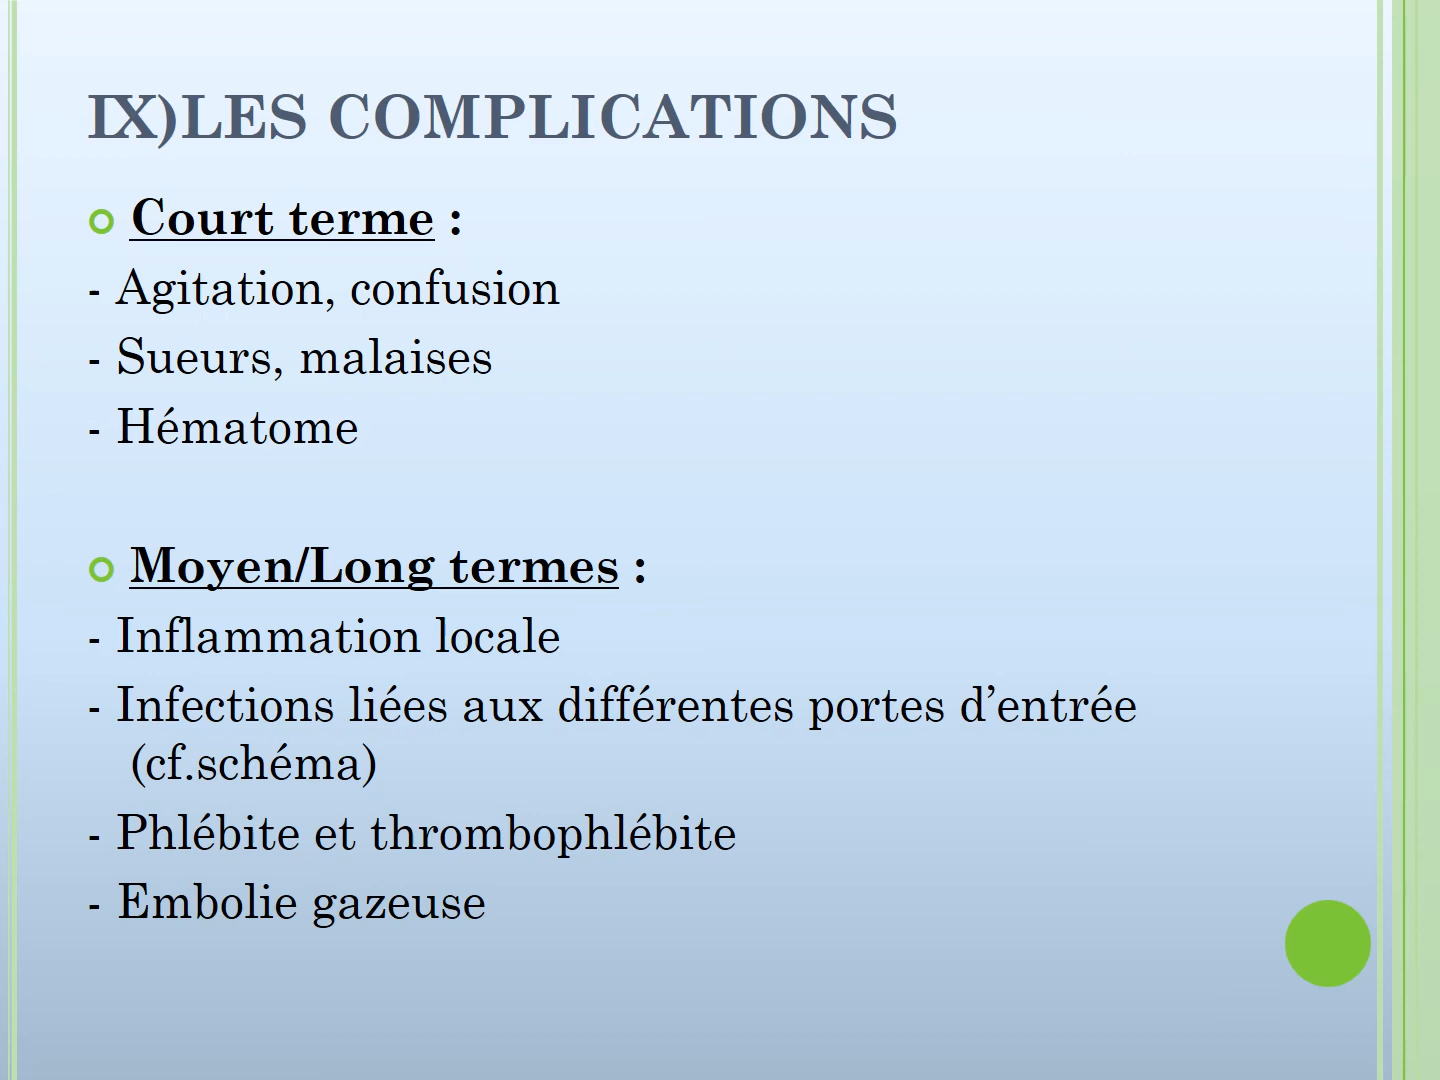 IX)LES COMPLICATIONS
Court terme :
- Agitation, confusion
- Sueurs, malaises
- Hématome
Moyen/Long termes :
- Inflammation locale
- Infections liées aux différentes portes d’entrée
(cf.schéma)
- Phlébite et thrombophlébite
- Embolie gazeuse